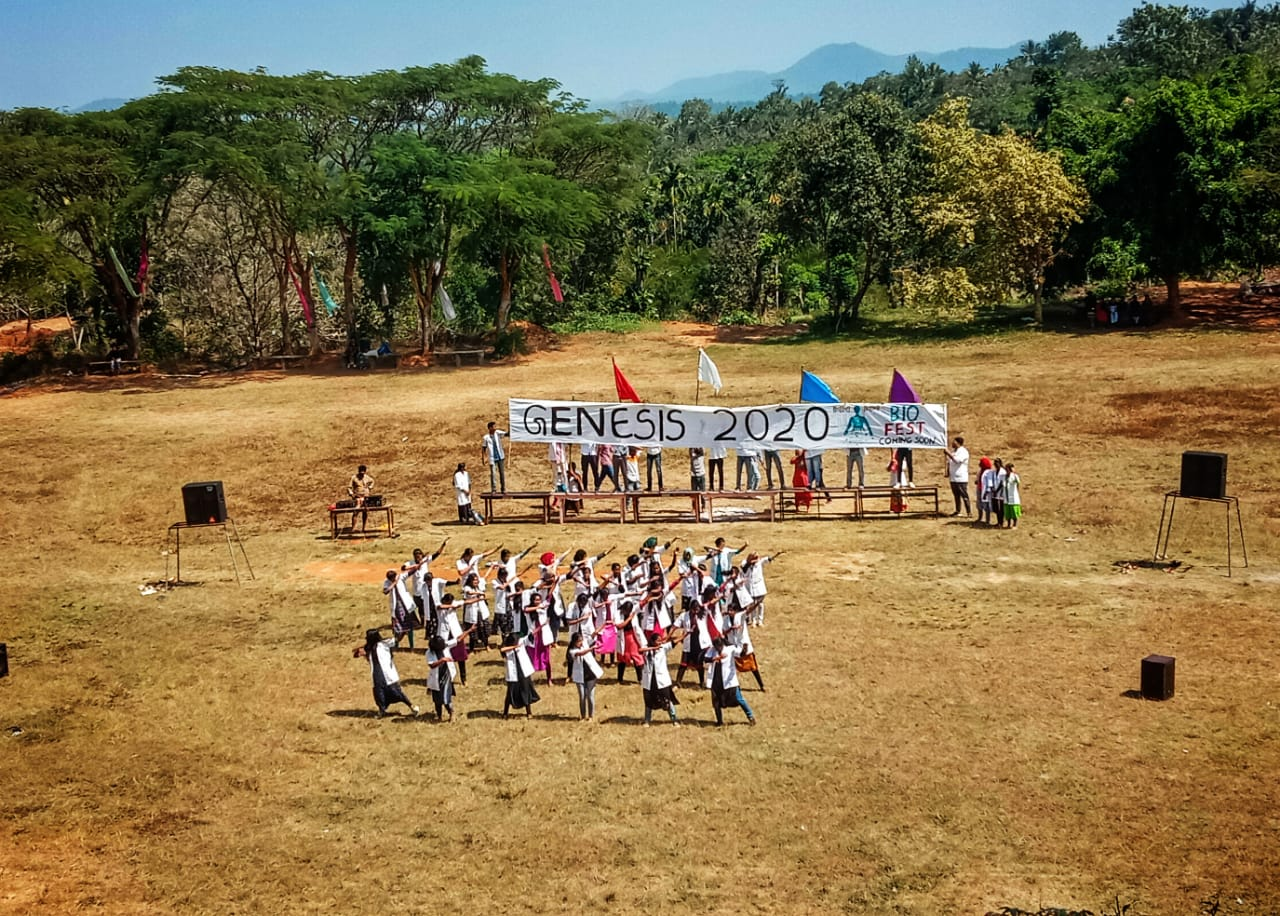 GENESIS 2020
BIO
FEST
COMING SOON